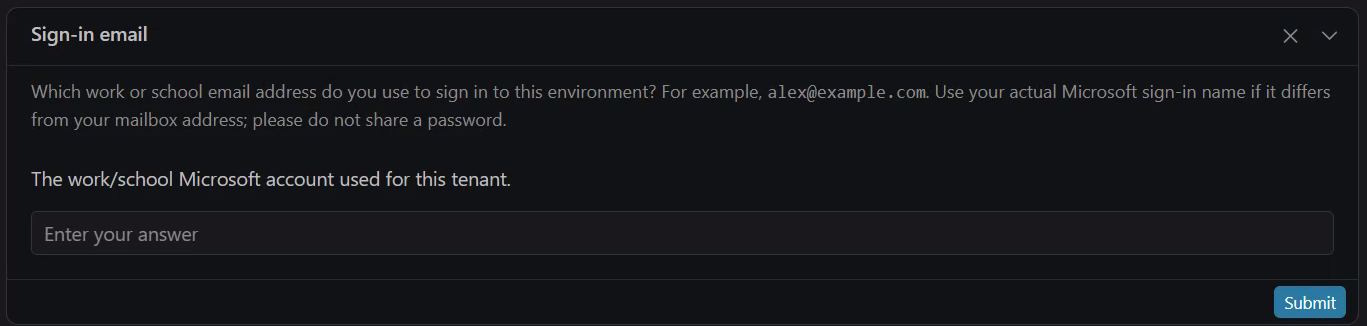 Sign-in email
Which work or school email address do you use to sign in to this environment? For example, alex@example.com. Use your actual Microsoft sign-in name if it differs
from your mailbox address; please do not share a password.
The work/school Microsoft account used for this tenant.
Enter your answer
Submit